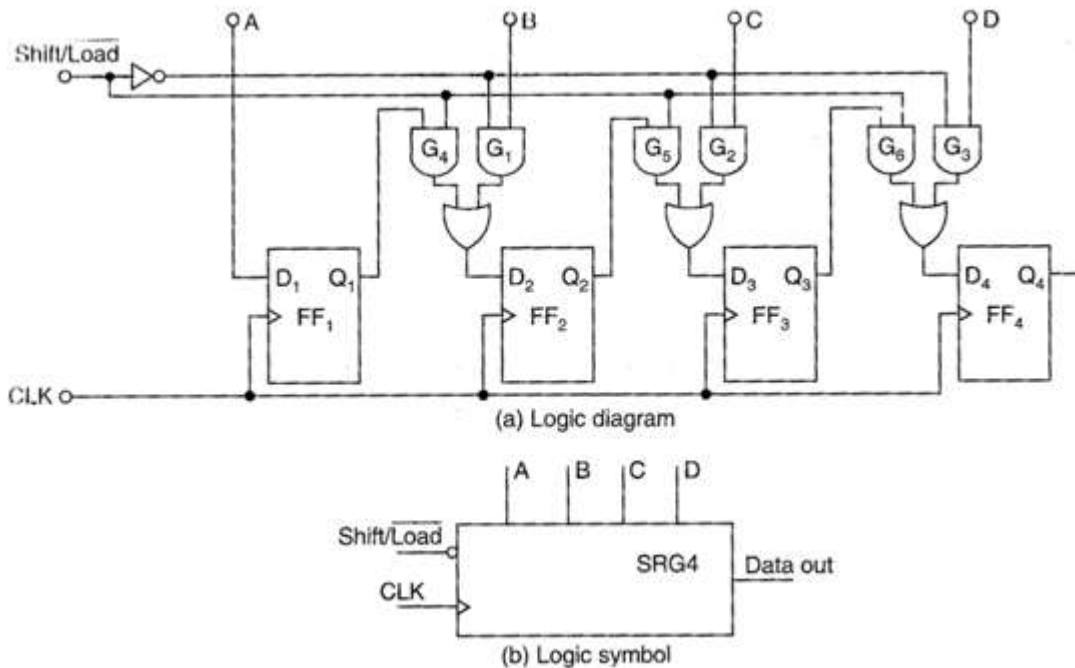 A B C D
Shift/Load
G4 G1 G5 G2 G6 G3
D1 Q1 D2 Q2 D3 Q3 D4 Q4
FF1 FF2 FF3 FF4
CLK
(a) Logic diagram
A B C D
Shift/Load
SRG4 Data out
CLK
(b) Logic symbol